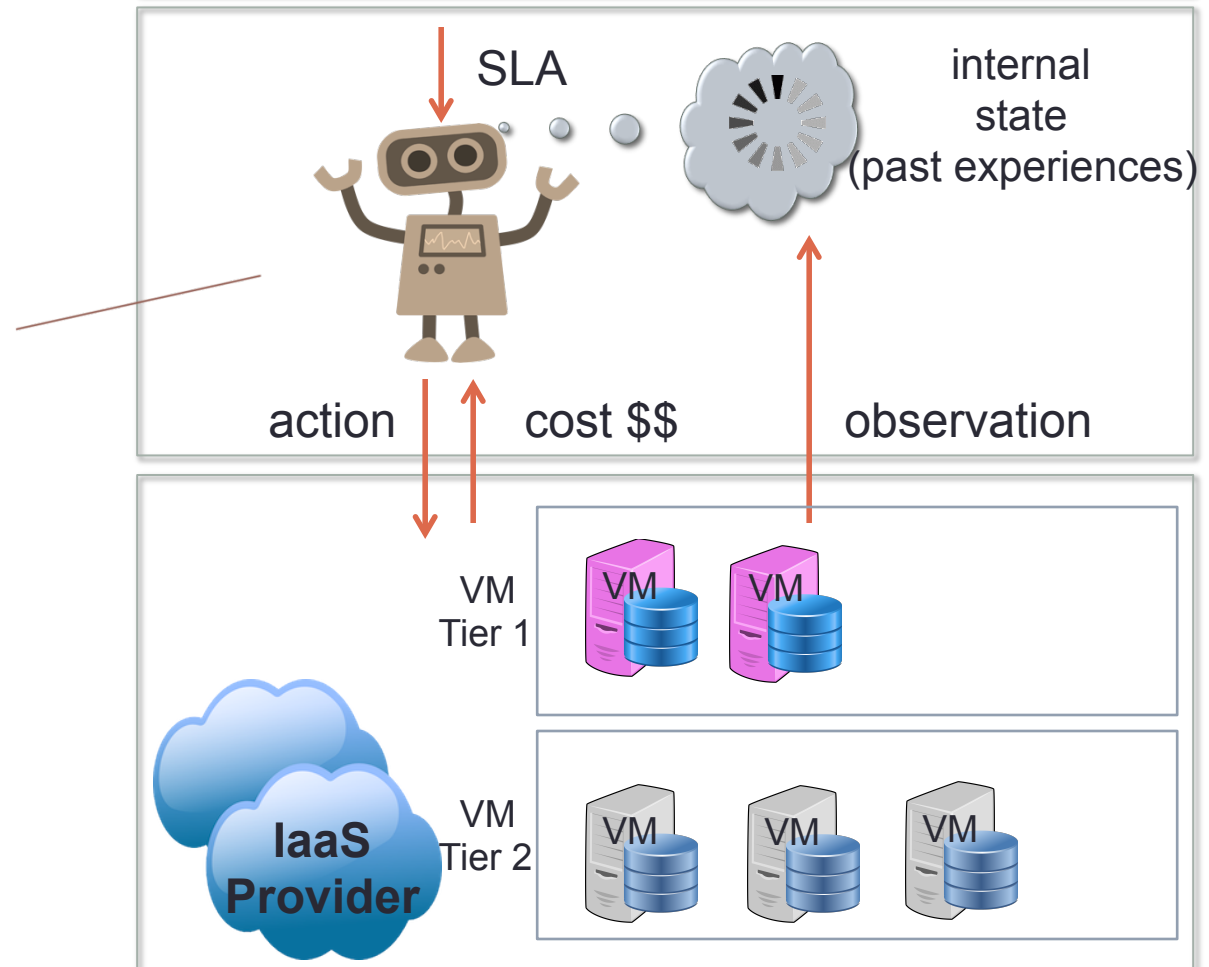 SLA
internal
state
(past experiences)
action
cost $$
observation
VM
Tier 1
VM
VM
IaaS
Provider
VM
Tier 2
VM
VM
VM